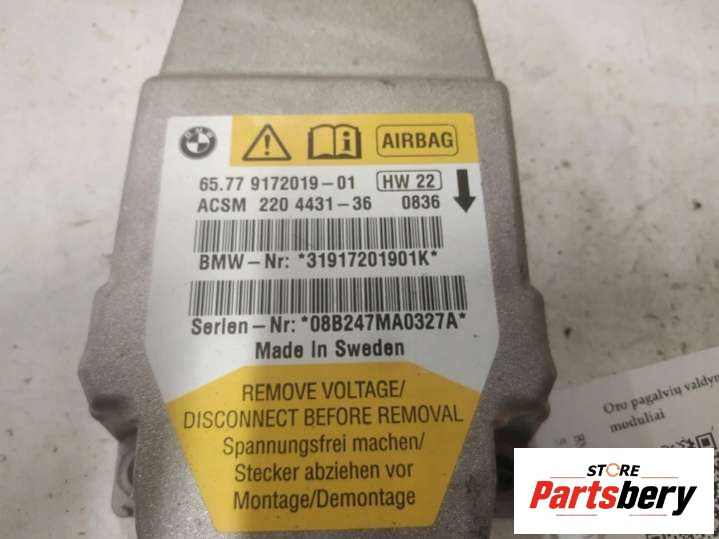 BMW
AIRBAG
65.77 9172019-01 HW 22
ACSM 220 4431-36 0836
BMW-Nr: *31917201901K*
Serien-Nr: *08B247MA0327A*
Made In Sweden
REMOVE VOLTAGE/
DISCONNECT BEFORE REMOVAL
Spannungsfrei machen/
Stecker abziehen vor
Montage/Demontage
Oro pagalvių valdym
moduliai
STORE
Partsbery